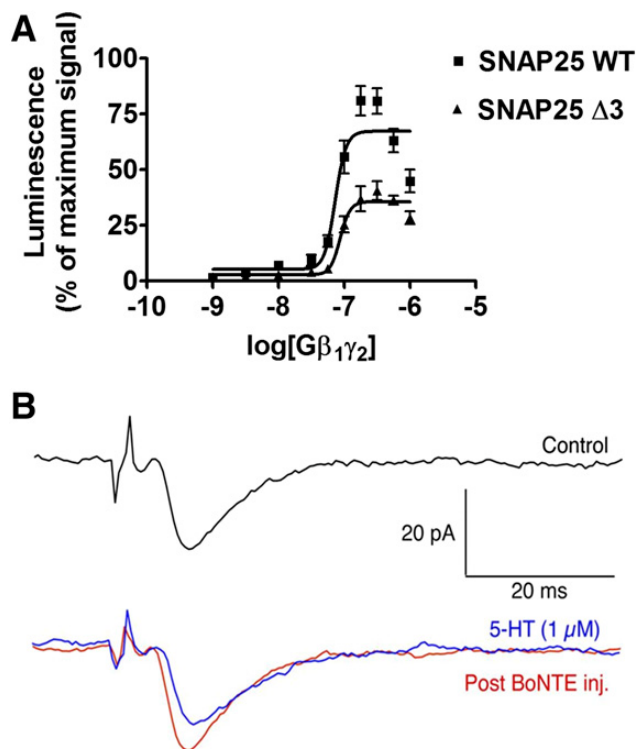 A
Luminescence
(% of maximum signal)
100
75
50
25
0
-10 -9 -8 -7 -6 -5
log[Gβ₁γ₂]
SNAP25 WT
SNAP25 Δ3
B
Control
20 pA
20 ms
5-HT (1 µM)
Post BoNTE inj.